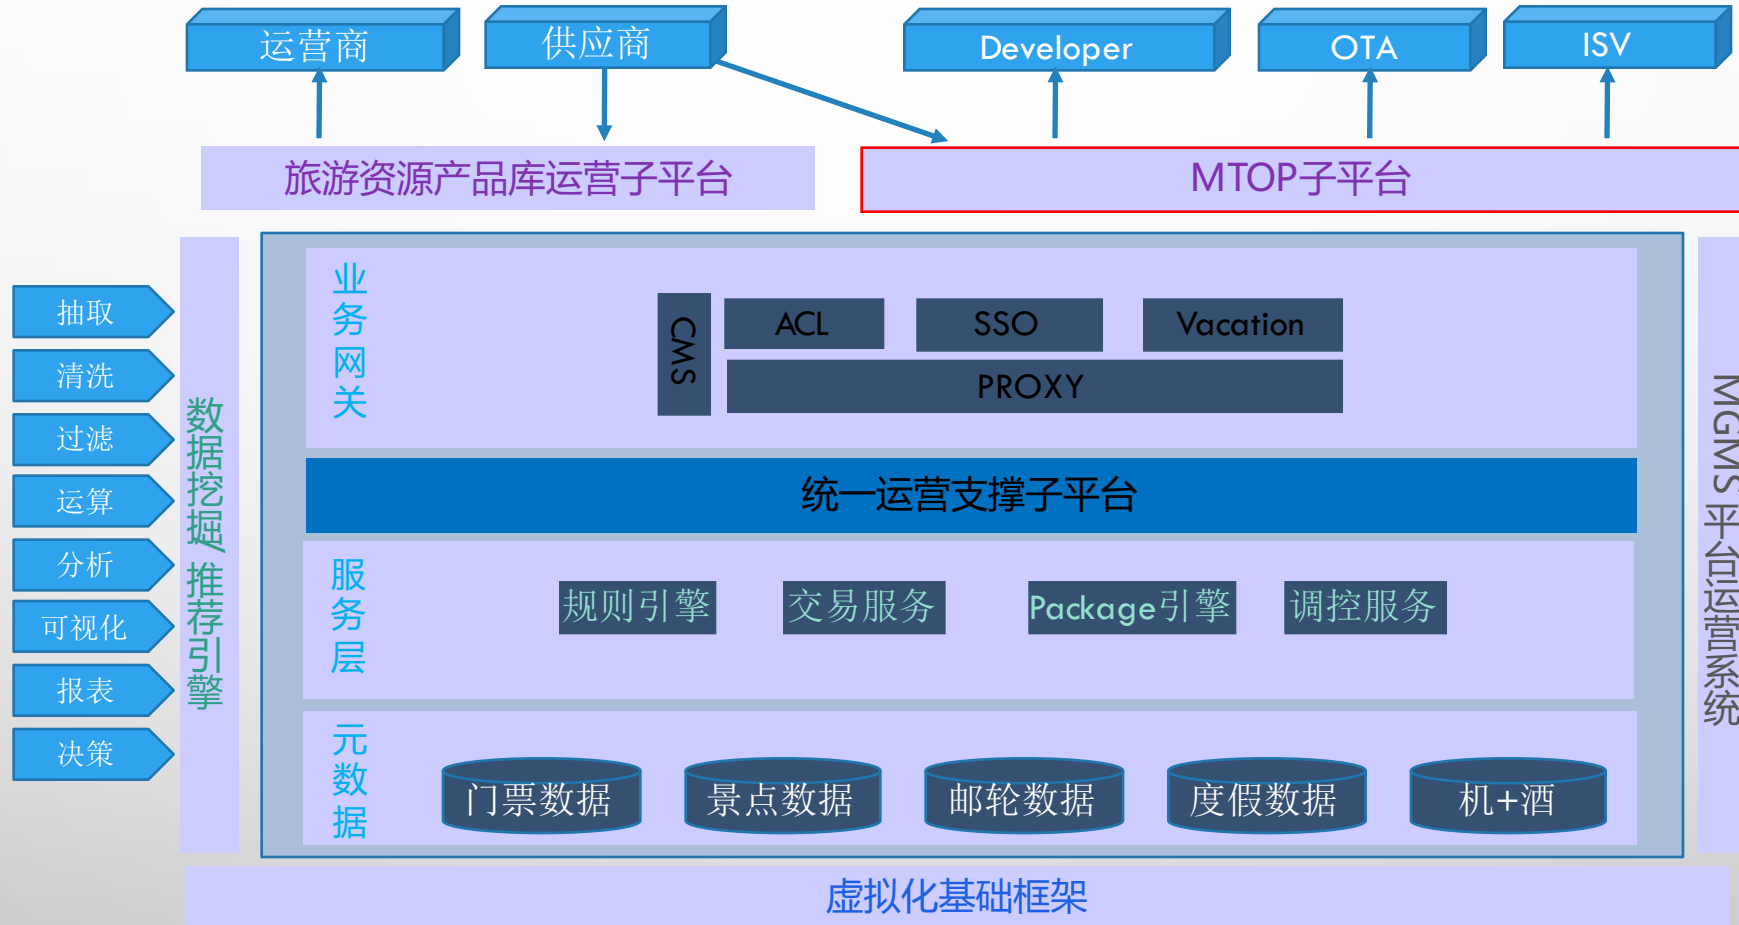 运营商
供应商
Developer
OTA
ISV
旅游资源产品库运营子平台
MTOP子平台
抽取
清洗
过滤
运算
分析
可视化
报表
决策
数据挖掘/推荐引擎
业务网关
CMS
ACL
SSO
Vacation
PROXY
统一运营支撑子平台
服务层
规则引擎
交易服务
Package引擎
调控服务
元数据
门票数据
景点数据
邮轮数据
度假数据
机+酒
MGMS平台运营系统
虚拟化基础框架